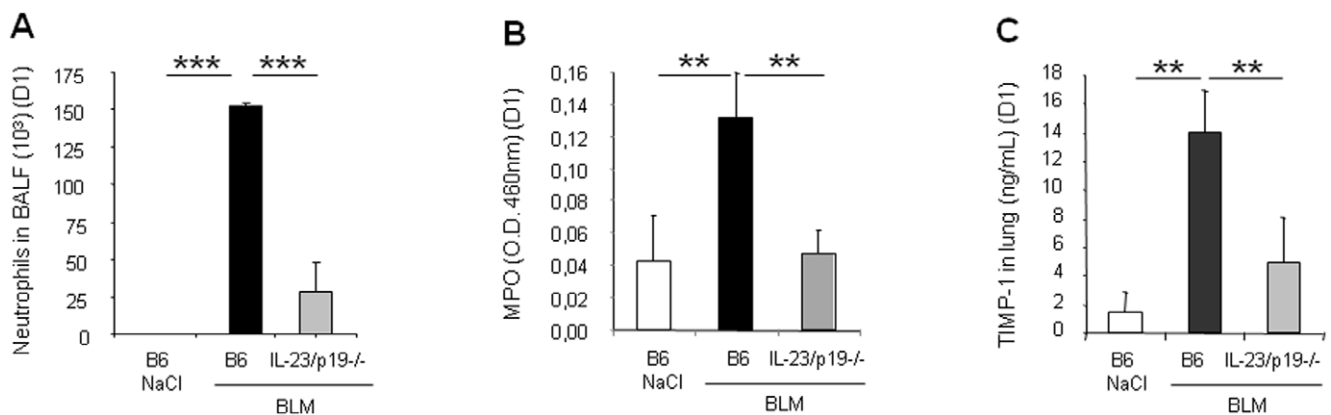 A
Neutrophils in BALF (10³) (D1)
175
150
125
100
75
50
25
0
***
***
B6
NaCl
B6
IL-23/p19-/-
BLM
B
MPO (O.D. 460nm) (D1)
0,16
0,14
0,12
0,10
0,08
0,06
0,04
0,02
0,00
**
**
B6
NaCl
B6
IL-23/p19-/-
BLM
C
TIMP-1 in lung (ng/mL) (D1)
18
16
14
12
10
8
6
4
2
0
**
**
B6
NaCl
B6
IL-23/p19-/-
BLM